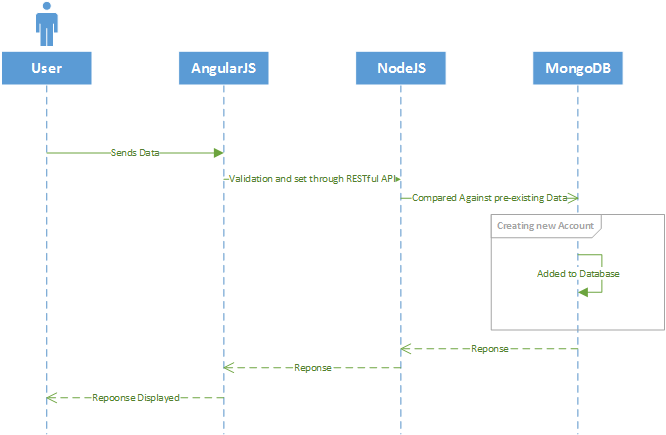 User
AngularJS
NodeJS
MongoDB
Sends Data
Validation and set through RESTful API
Compared Against pre-existing Data
Creating new Account
Added to Database
Reponse
Reponse
Repoonse Displayed